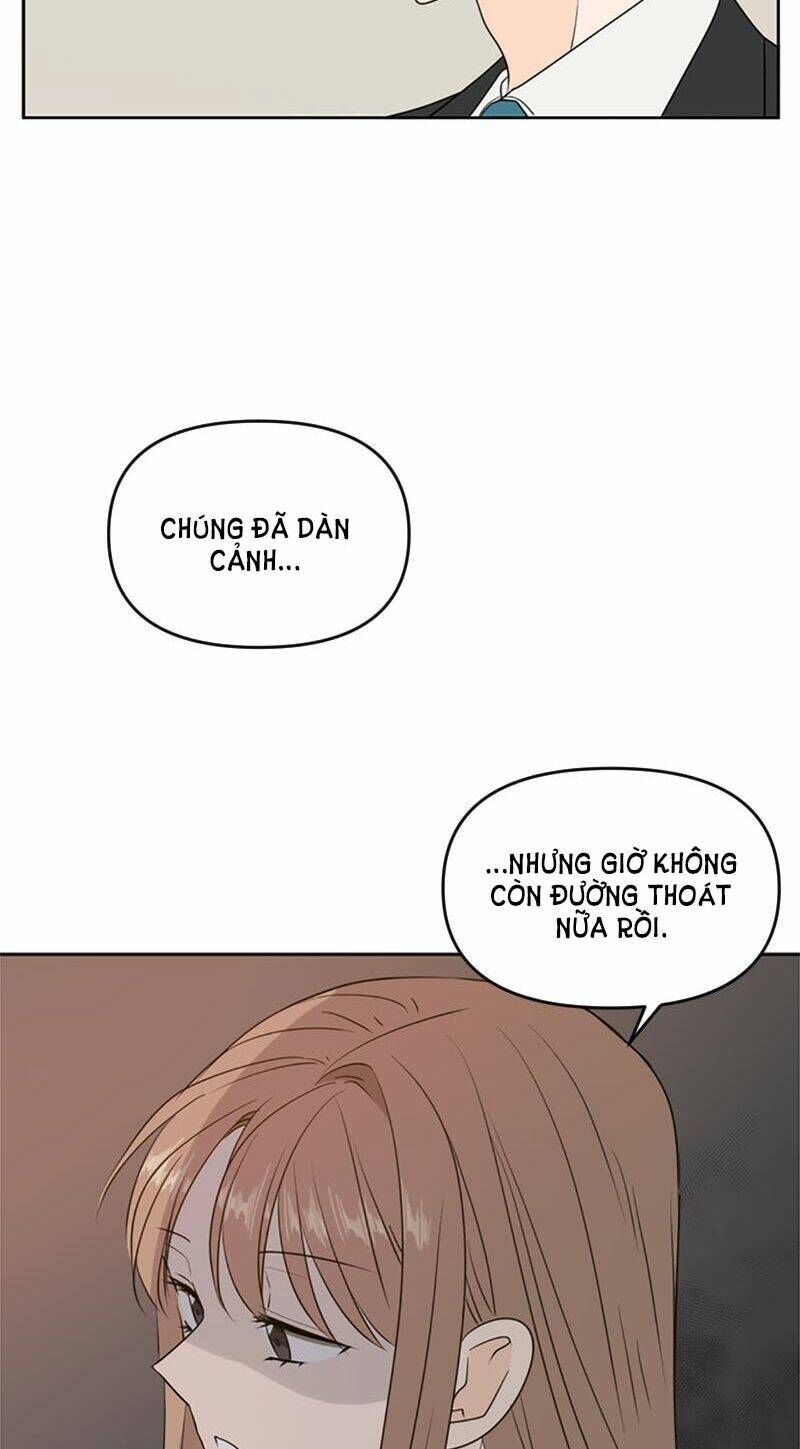 CHÚNG ĐÃ DÀN
CẢNH...
...NHƯNG GIỜ KHÔNG
CÒN ĐƯỜNG THOÁT
NỮA RỒI.